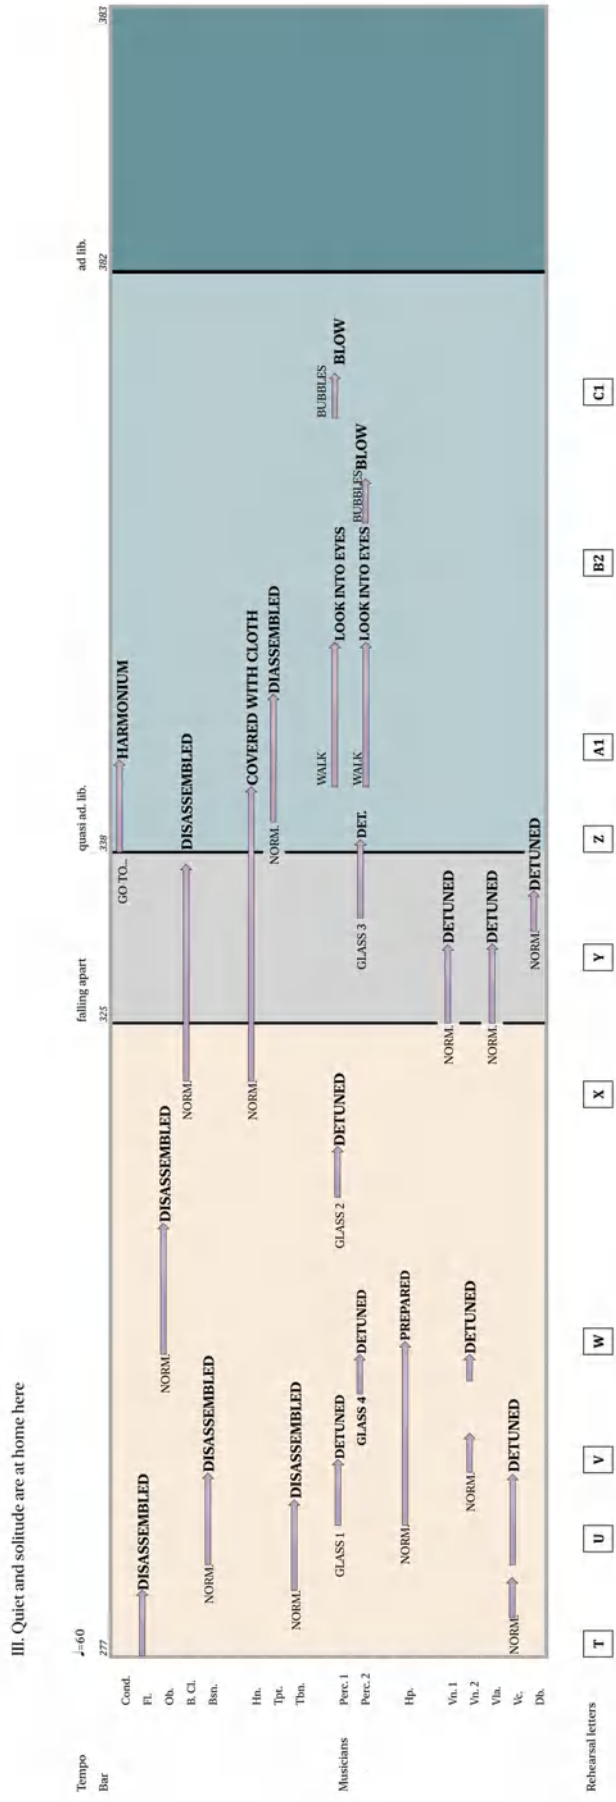 III. Quiet and solitude are at home here
Tempo ♩=60 falling apart quasi ad. lib. ad lib.
Bar 277 325 338 382 383
Musicians
Cond. GO TO... HARMONIUM
Fl. DISASSEMBLED
Ob. NORM. DISASSEMBLED
B. Cl. NORM. DISASSEMBLED
Bsn. NORM. DISASSEMBLED
Hn. NORM. COVERED WITH CLOTH
Tpt. NORM. DIASSEMBLED
Tbn. NORM. DISASSEMBLED
Perc. 1 GLASS 1 DETUNED GLASS 2 DETUNED WALK LOOK INTO EYES BUBBLES BLOW
Perc. 2 GLASS 4 DETUNED GLASS 3 DET. WALK LOOK INTO EYES BUBBLES BLOW
Hp. NORM. PREPARED
Vn. 1 NORM. DETUNED
Vn. 2 NORM. DETUNED
Vla. NORM. DETUNED
Vc. NORM. DETUNED
Db. NORM. DETUNED
Rehearsal letters T U V W X Y Z A1 B2 C1